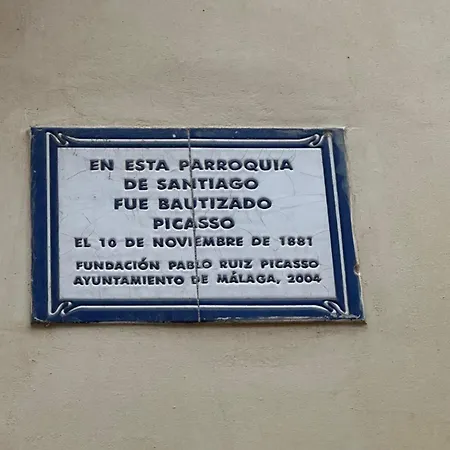 EN ESTA PARROQUIA
DE SANTIAGO
FUE BAUTIZADO
PICASSO
EL 10 DE NOVIEMBRE DE 1881
FUNDACIÓN PABLO RUIZ PICASSO
AYUNTAMIENTO DE MÁLAGA, 2004